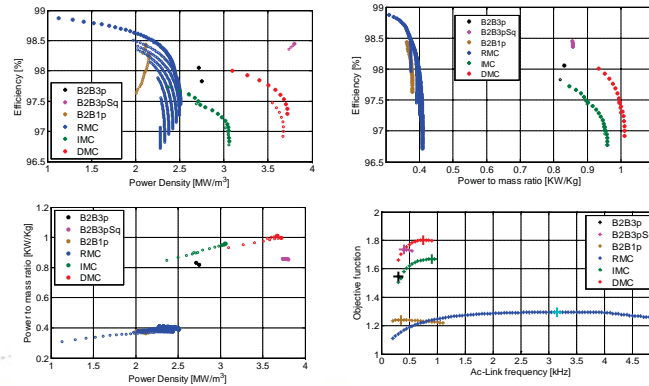 99
98.5
98
97.5
97
96.5
Efficiency [%]
B2B3p
B2B3pSq
B2B1p
RMC
IMC
DMC
1 1.5 2 2.5 3 3.5 4
Power Density [MW/m³]
99
98.5
98
97.5
97
96.5
Efficiency [%]
B2B3p
B2B3pSq
B2B1p
RMC
IMC
DMC
0.4 0.5 0.6 0.7 0.8 0.9 1 1.1
Power to mass ratio [KW/Kg]
1.2
1
0.8
0.6
0.4
0.2
Power to mass ratio [KW/Kg]
B2B3p
B2B3pSq
B2B1p
RMC
IMC
DMC
1 1.5 2 2.5 3 3.5 4
Power Density [MW/m³]
2
1.8
1.6
1.4
1.2
1
Objective function
B2B3p
B2B3pS
B2B1p
RMC
IMC
DMC
0 0.5 1 1.5 2 2.5 3 3.5 4 4.5
Ac-Link frequency [kHz]